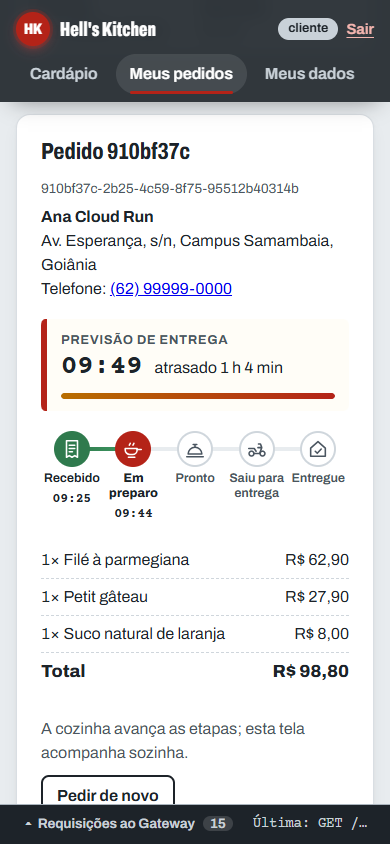 HK Hell's Kitchen cliente Sair
Cardápio Meus pedidos Meus dados
Pedido 910bf37c
910bf37c-2b25-4c59-8f75-95512b40314b
Ana Cloud Run
Av. Esperança, s/n, Campus Samambaia,
Goiânia
Telefone: (62) 99999-0000
PREVISÃO DE ENTREGA
09:49 atrasado 1 h 4 min
Recebido
09:25
Em
preparo
09:44
Pronto
Saiu para
entrega
Entregue
1× Filé à parmegiana R$ 62,90
1× Petit gâteau R$ 27,90
1× Suco natural de laranja R$ 8,00
Total R$ 98,80
A cozinha avança as etapas; esta tela
acompanha sozinha.
Pedir de novo
Requisições ao Gateway 15 Última: GET /…